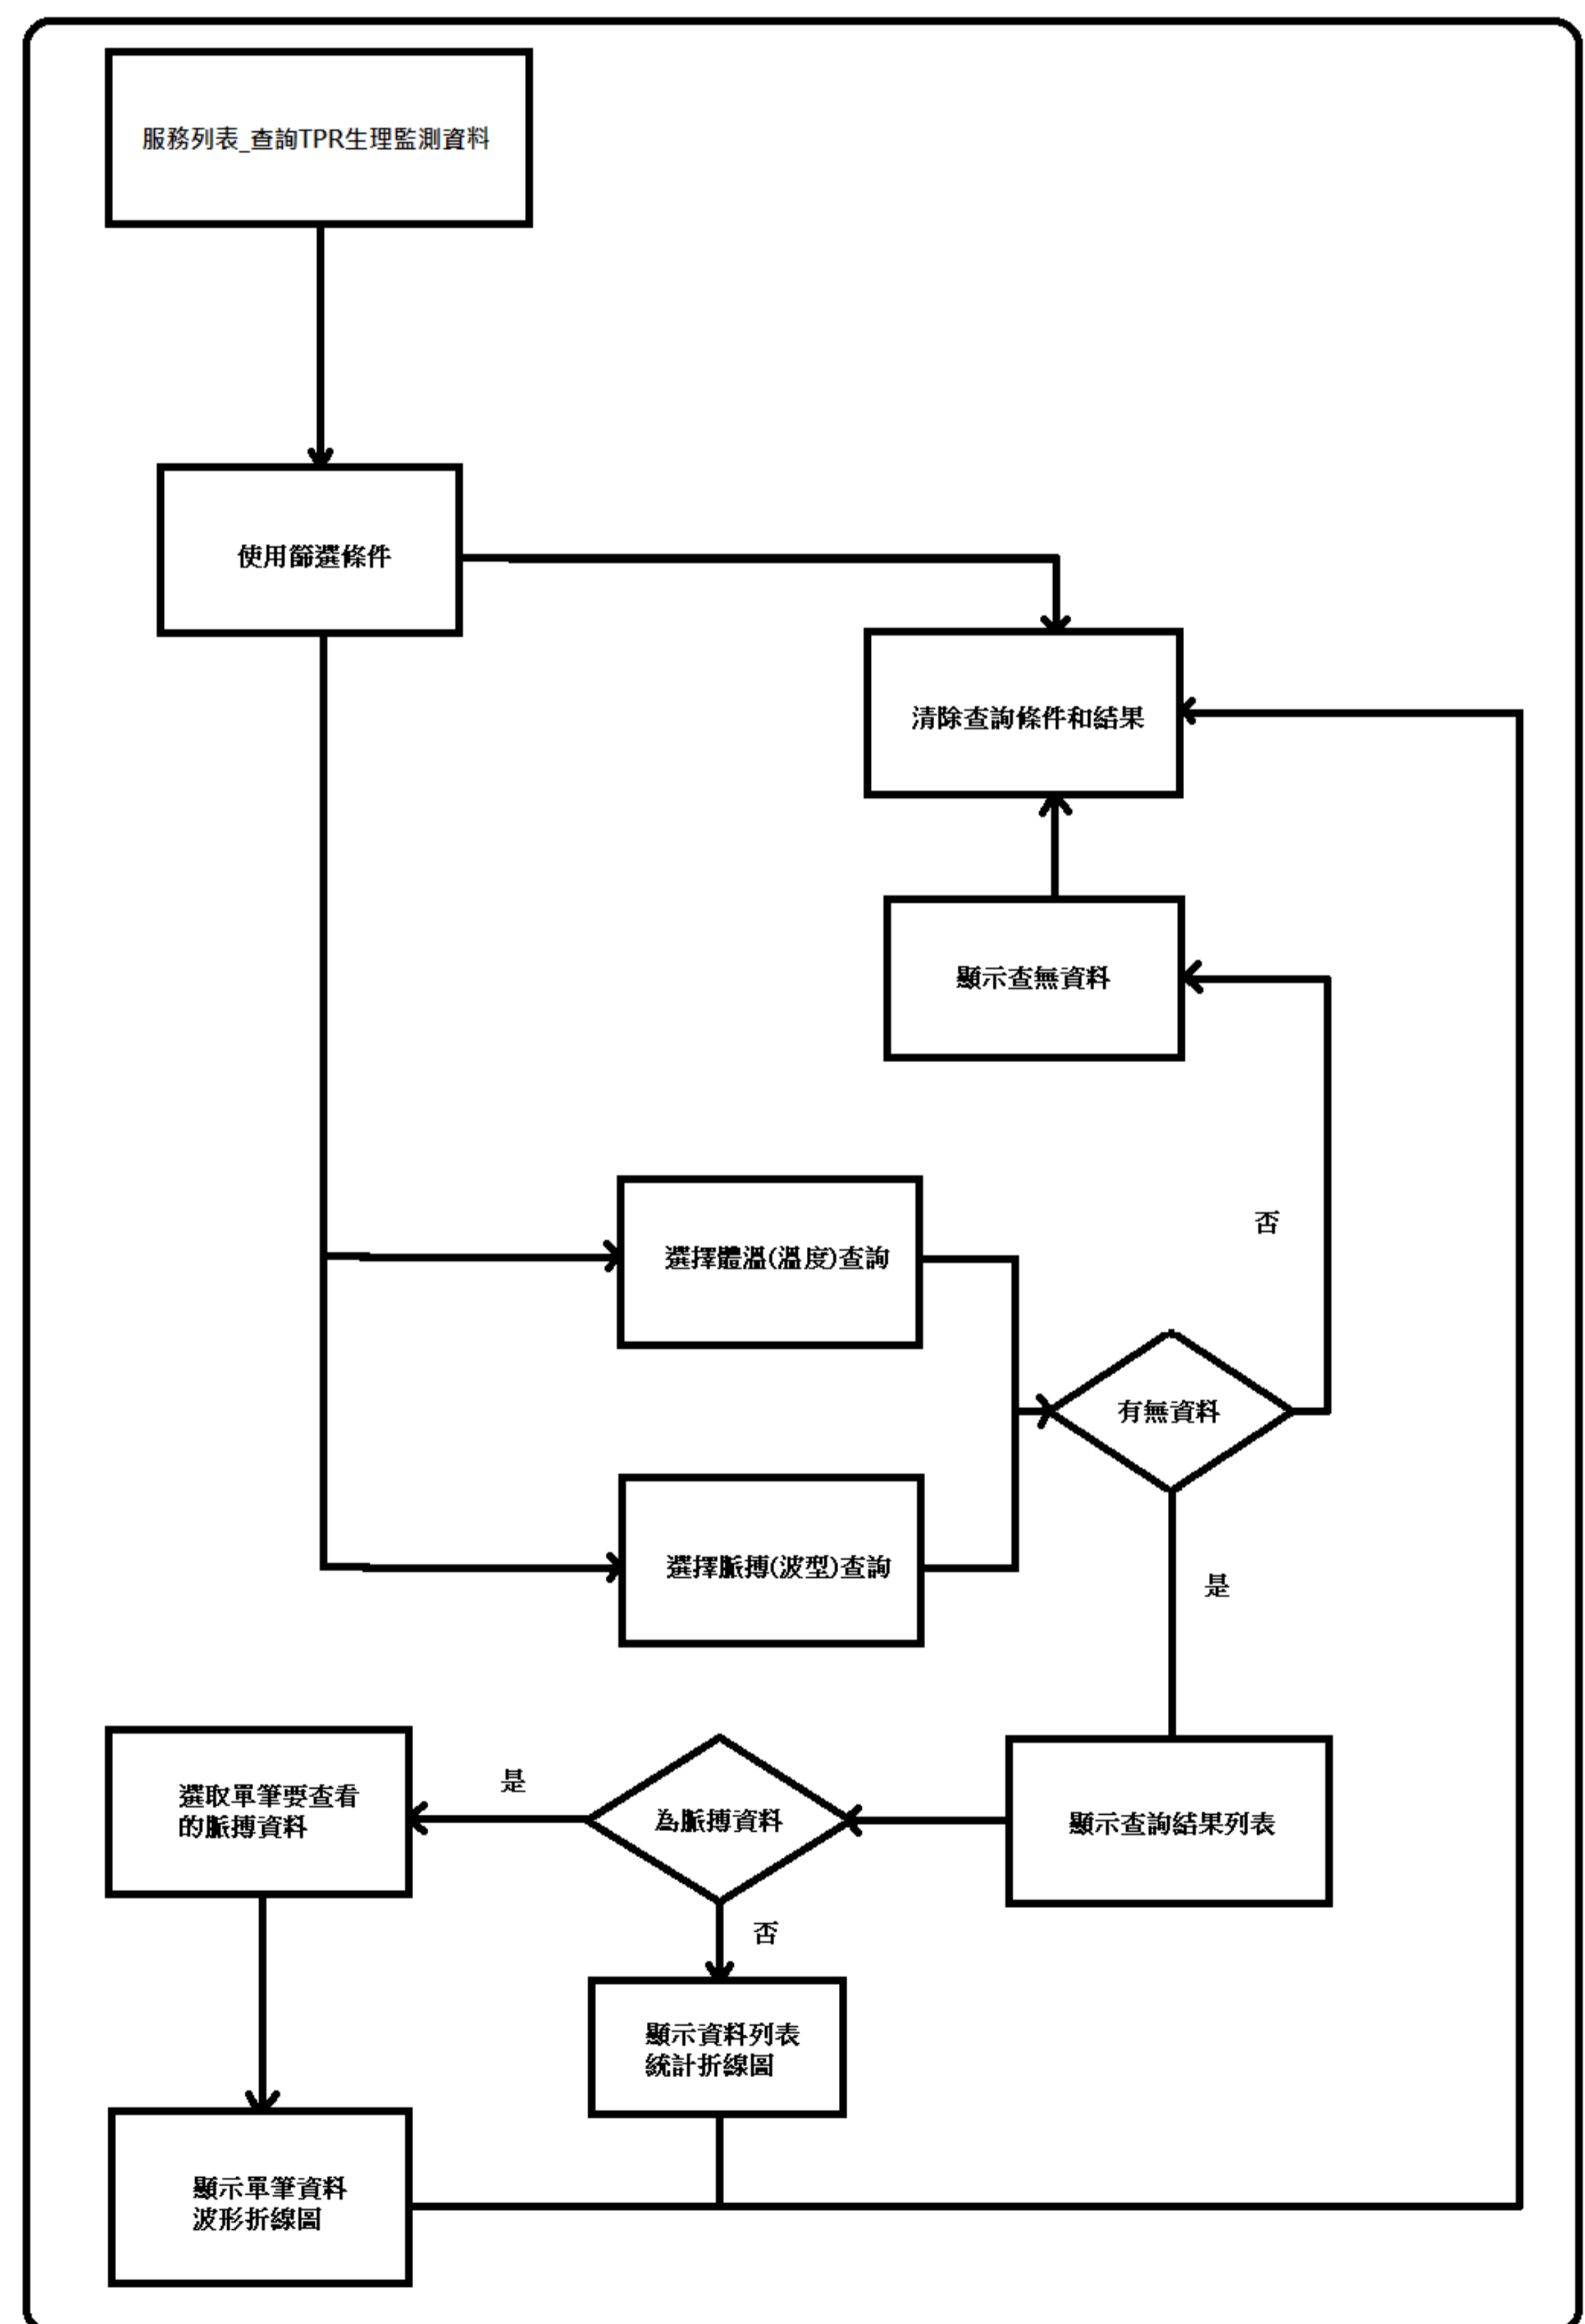 服務列表_查詢TPR生理監測資料
使用篩選條件
清除查詢條件和結果
顯示查無資料
否
選擇體溫(溫度)查詢
有無資料
選擇脈搏(波型)查詢
是
選取單筆要查看
的脈搏資料
是
為脈搏資料
顯示查詢結果列表
否
顯示資料列表
統計折線圖
顯示單筆資料
波形折線圖